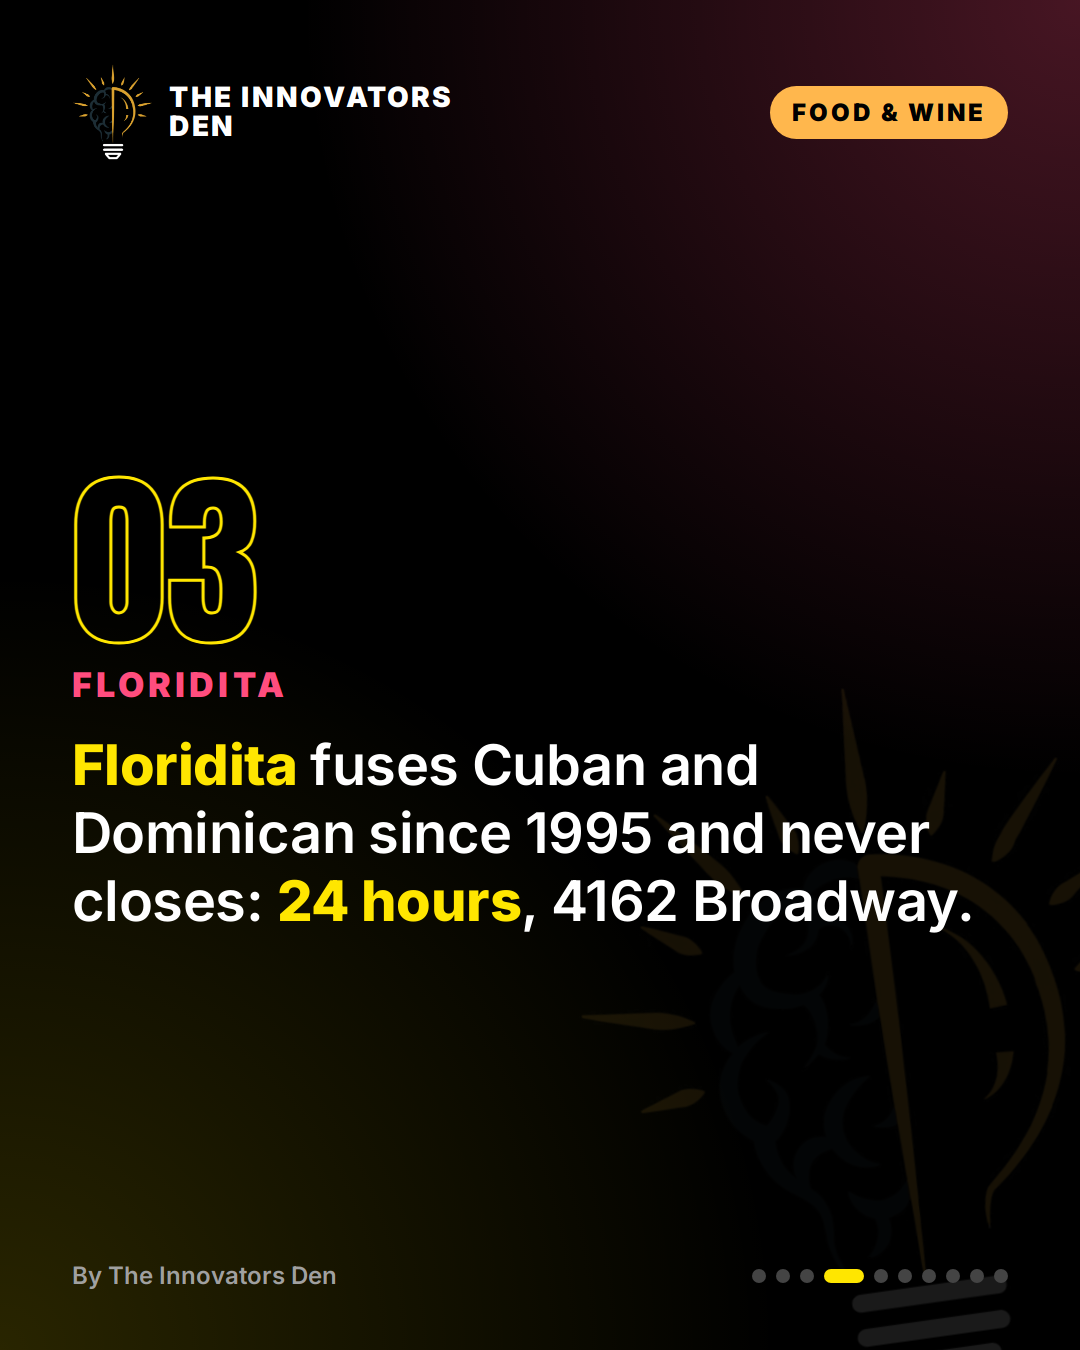 THE INNOVATORS
DEN
FOOD & WINE
03
FLORIDITA
Floridita fuses Cuban and
Dominican since 1995 and never
closes: 24 hours, 4162 Broadway.
By The Innovators Den